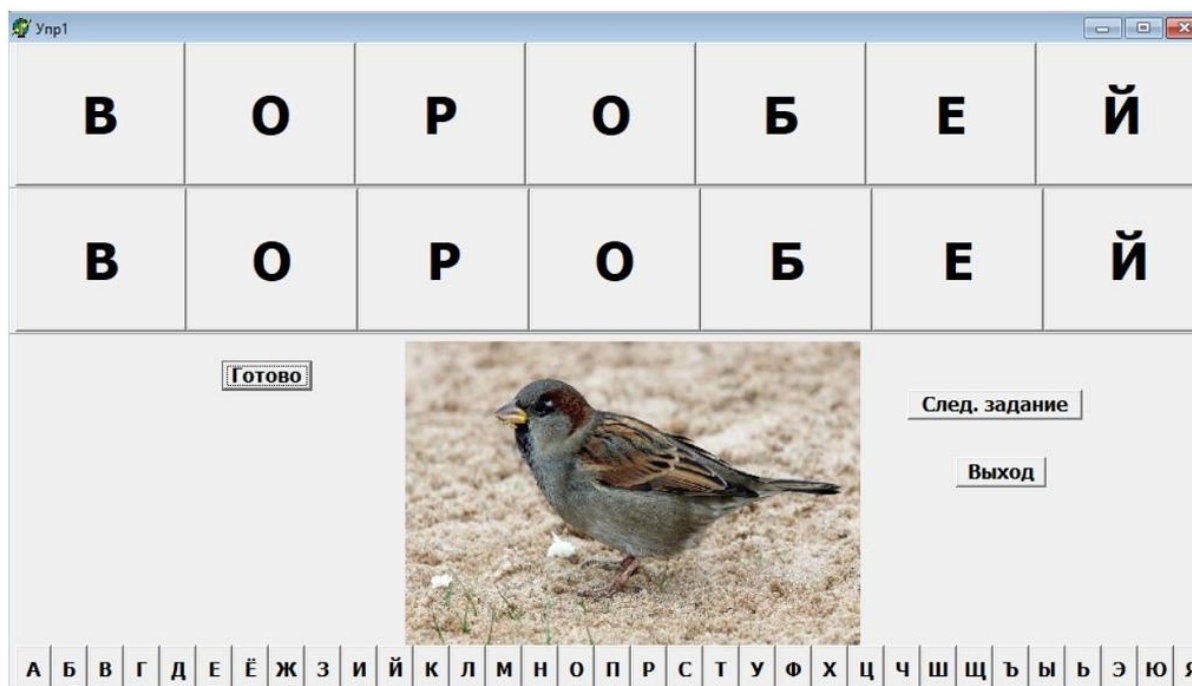 Упр1
В О Р О Б Е Й
В О Р О Б Е Й
Готово
След. задание
Выход
А Б В Г Д Е Ё Ж З И Й К Л М Н О П Р С Т У Ф Х Ц Ч Ш Щ Ъ Ы Ь Э Ю Я